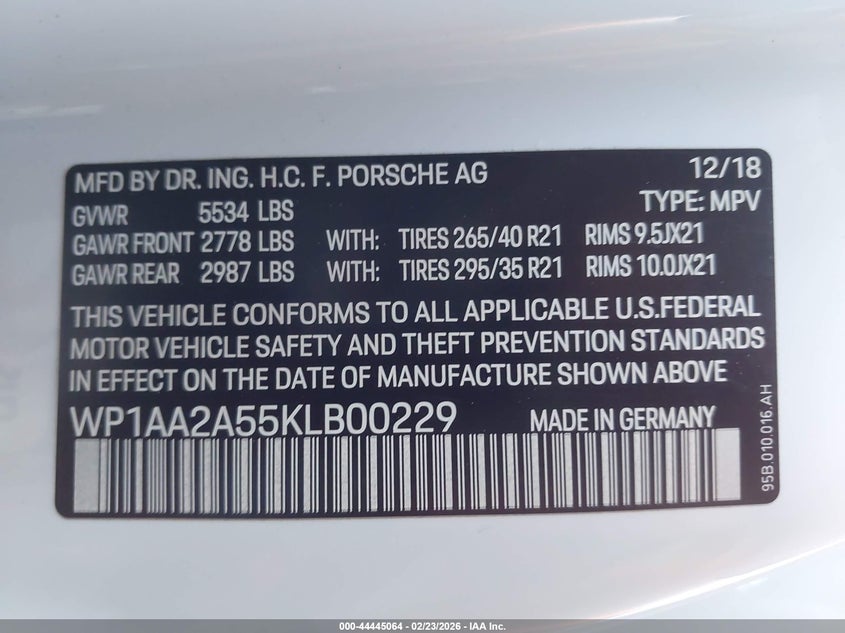 MFD BY DR. ING. H.C. F. PORSCHE AG 12/18
TYPE: MPV
GVWR 5534 LBS
GAWR FRONT 2778 LBS WITH: TIRES 265/40 R21 RIMS 9.5JX21
GAWR REAR 2987 LBS WITH: TIRES 295/35 R21 RIMS 10.0JX21
THIS VEHICLE CONFORMS TO ALL APPLICABLE U.S.FEDERAL
MOTOR VEHICLE SAFETY AND THEFT PREVENTION STANDARDS
IN EFFECT ON THE DATE OF MANUFACTURE SHOWN ABOVE
WP1AA2A55KLB00229 MADE IN GERMANY
95B.010.016.AH
000-44445064 | 02/23/2026 - IAA Inc.